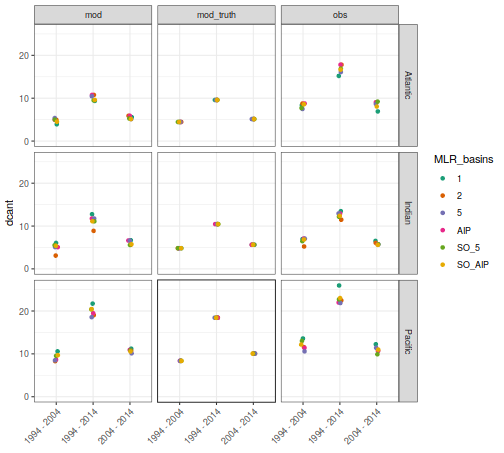 mod mod_truth obs
dcant
20
10
0
Atlantic
20
10
0
Indian
20
10
0
Pacific
1994 - 2004
1994 - 2014
2004 - 2014
1994 - 2004
1994 - 2014
2004 - 2014
1994 - 2004
1994 - 2014
2004 - 2014
MLR_basins
1
2
5
AIP
SO_5
SO_AIP